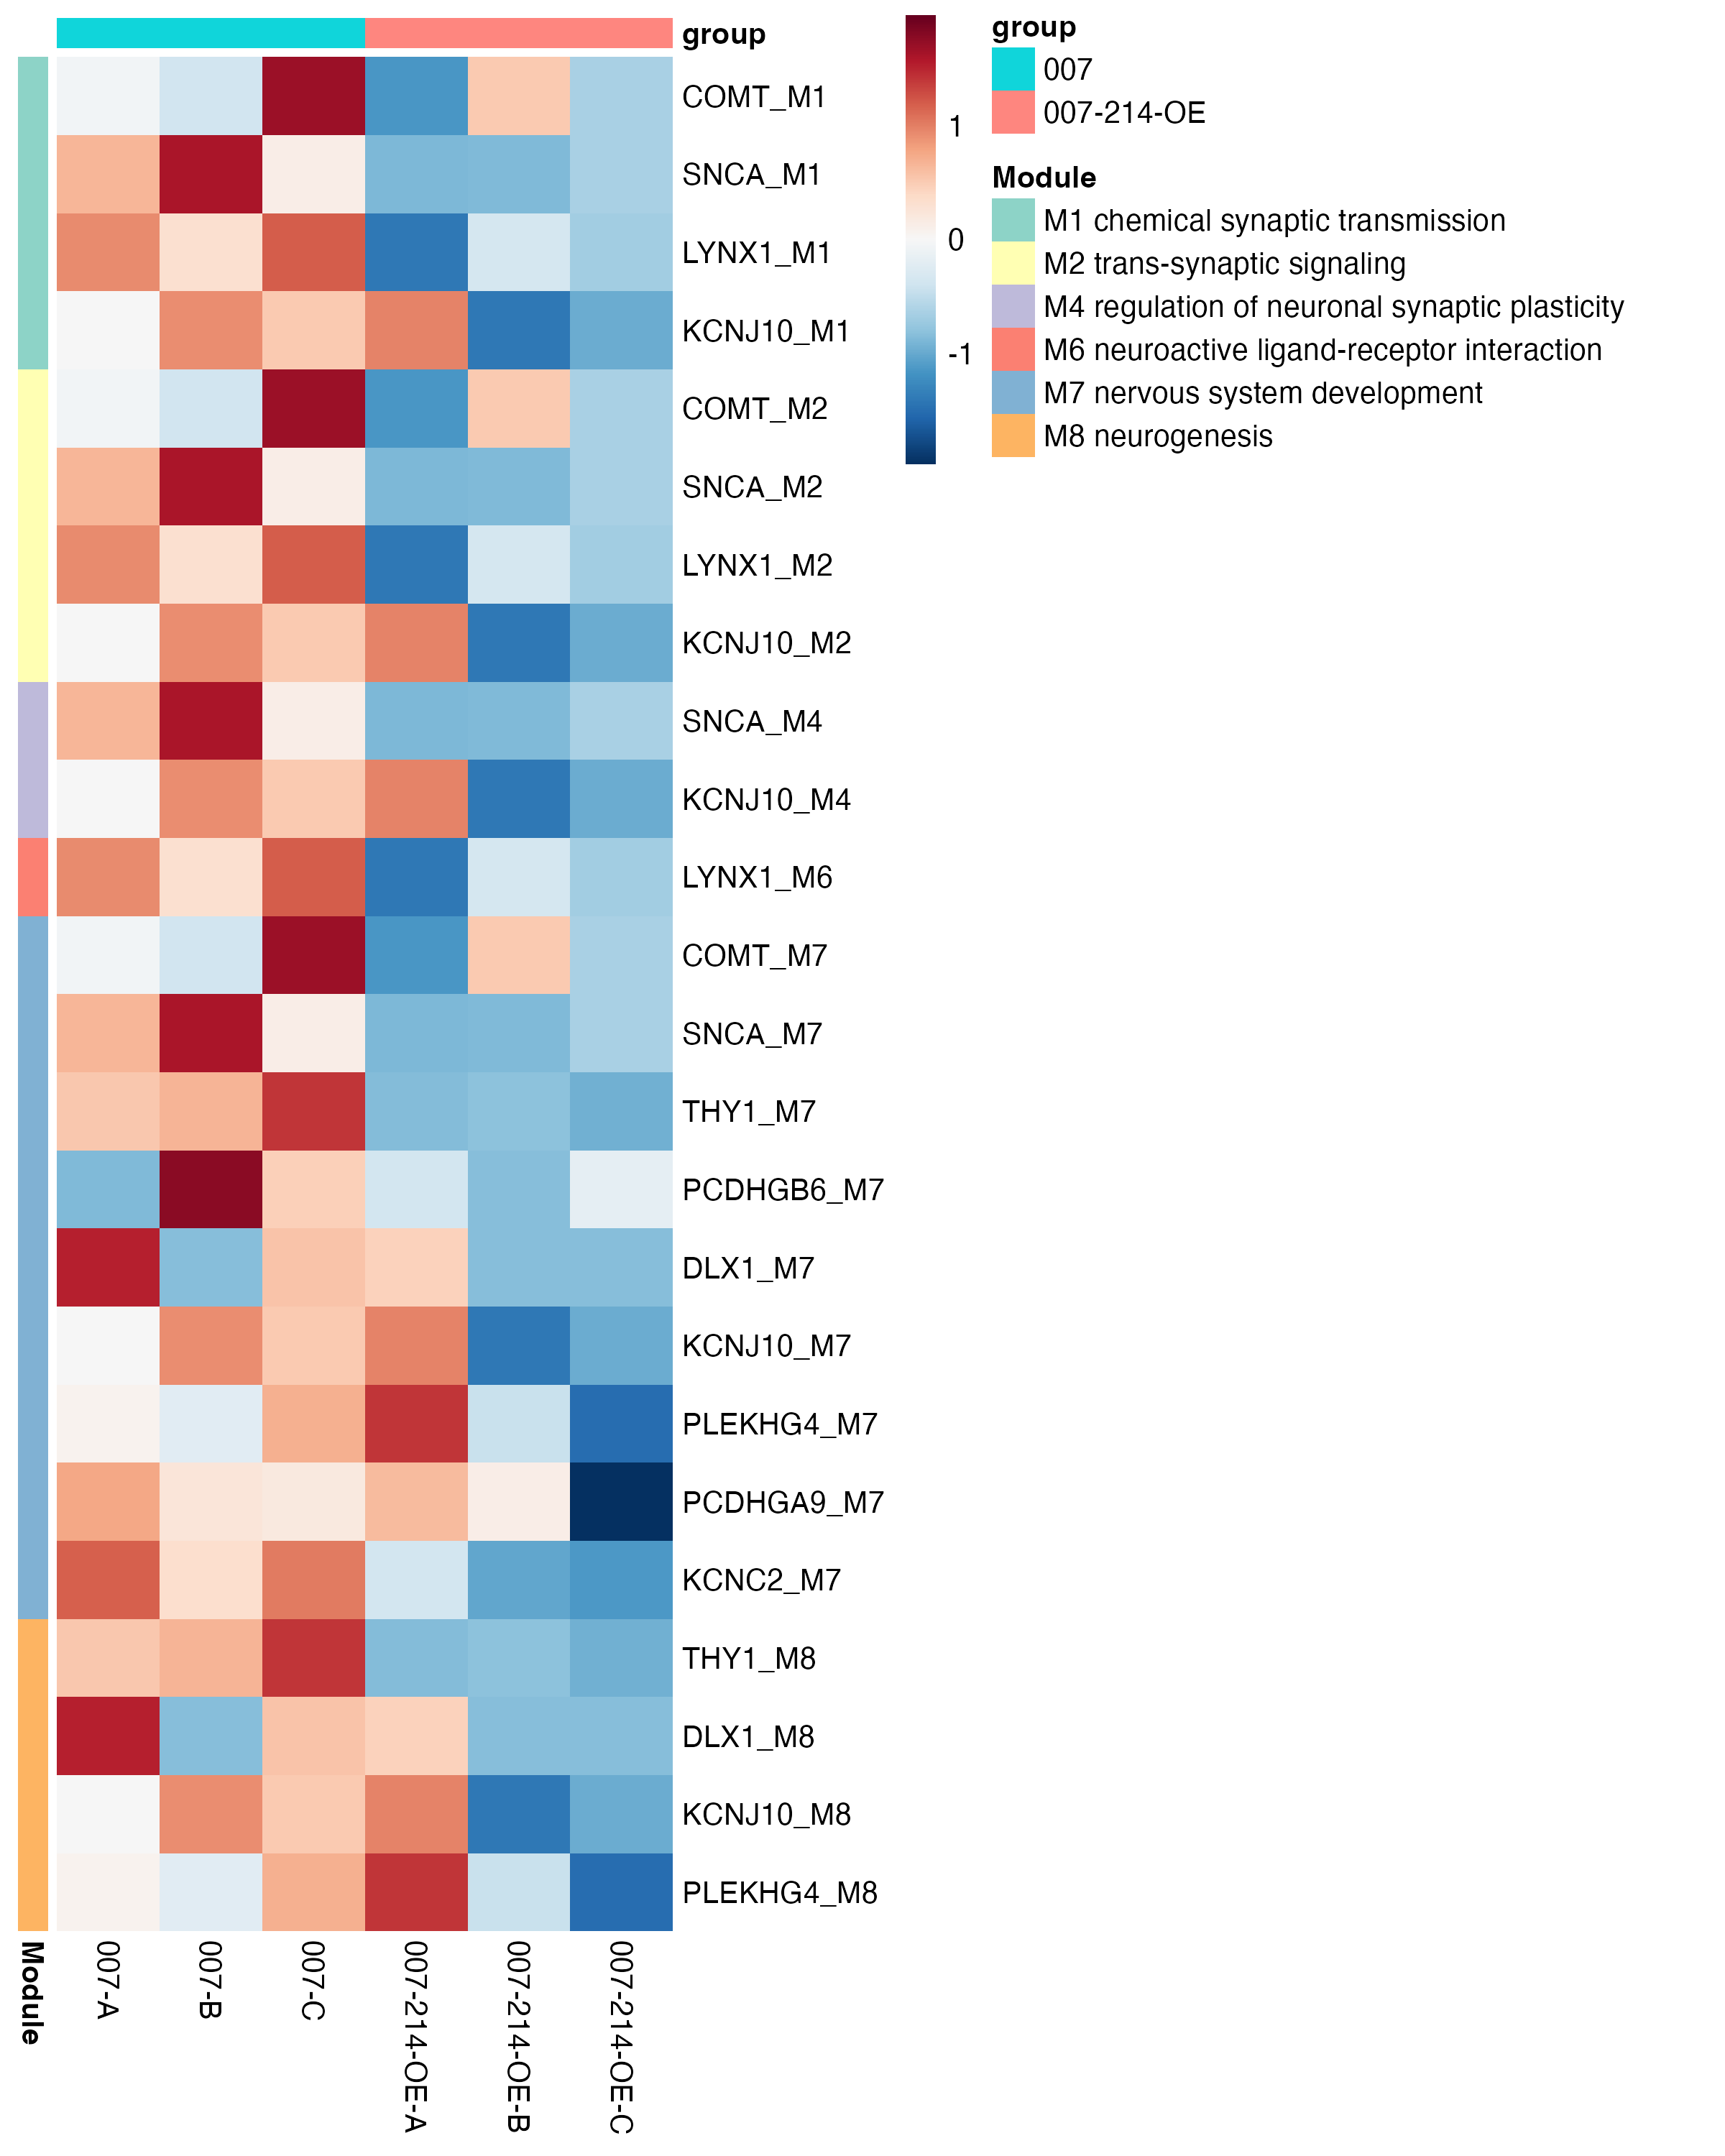 group
COMT_M1
SNCA_M1
LYNX1_M1
KCNJ10_M1
COMT_M2
SNCA_M2
LYNX1_M2
KCNJ10_M2
SNCA_M4
KCNJ10_M4
LYNX1_M6
COMT_M7
SNCA_M7
THY1_M7
PCDHGB6_M7
DLX1_M7
KCNJ10_M7
PLEKHG4_M7
PCDHGA9_M7
KCNC2_M7
THY1_M8
DLX1_M8
KCNJ10_M8
PLEKHG4_M8
Module
007-A
007-B
007-C
007-214-OE-A
007-214-OE-B
007-214-OE-C
1
0
-1
group
007
007-214-OE
Module
M1 chemical synaptic transmission
M2 trans-synaptic signaling
M4 regulation of neuronal synaptic plasticity
M6 neuroactive ligand-receptor interaction
M7 nervous system development
M8 neurogenesis